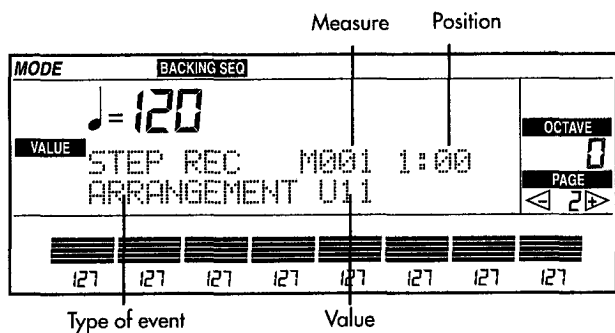 Measure Position
MODE BACKING SEQ
♩=120
OCTAVE
VALUE 0
STEP REC M001 1:00
PAGE
ARRANGEMENT U11
- 2 +
127 127 127 127 127 127 127 127
Type of event Value